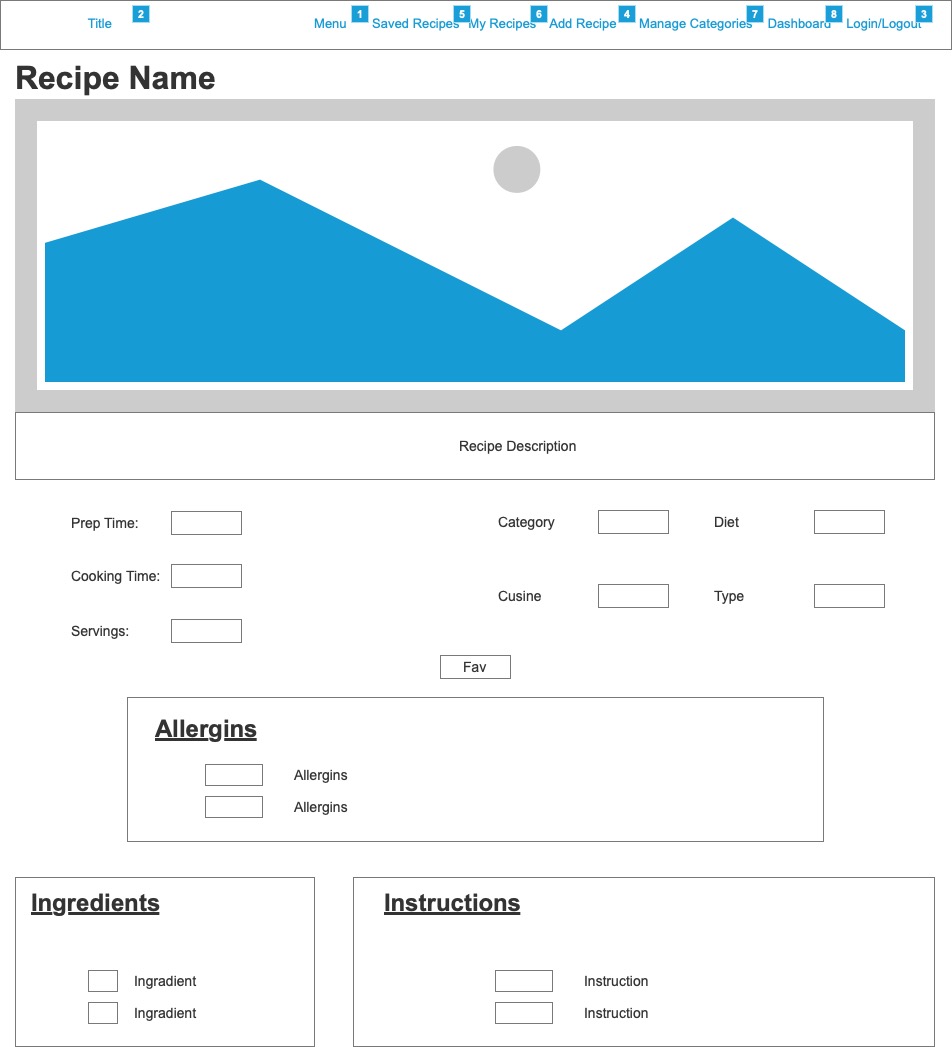 Title 2 Menu 1 Saved Recipes 5 My Recipes 6 Add Recipe 4 Manage Categories 7 Dashboard 8 Login/Logout 3
Recipe Name
Recipe Description
Prep Time: Category Diet
Cooking Time:
Cusine Type
Servings:
Fav
Allergins
Allergins
Allergins
Ingredients
Ingradient
Ingradient
Instructions
Instruction
Instruction